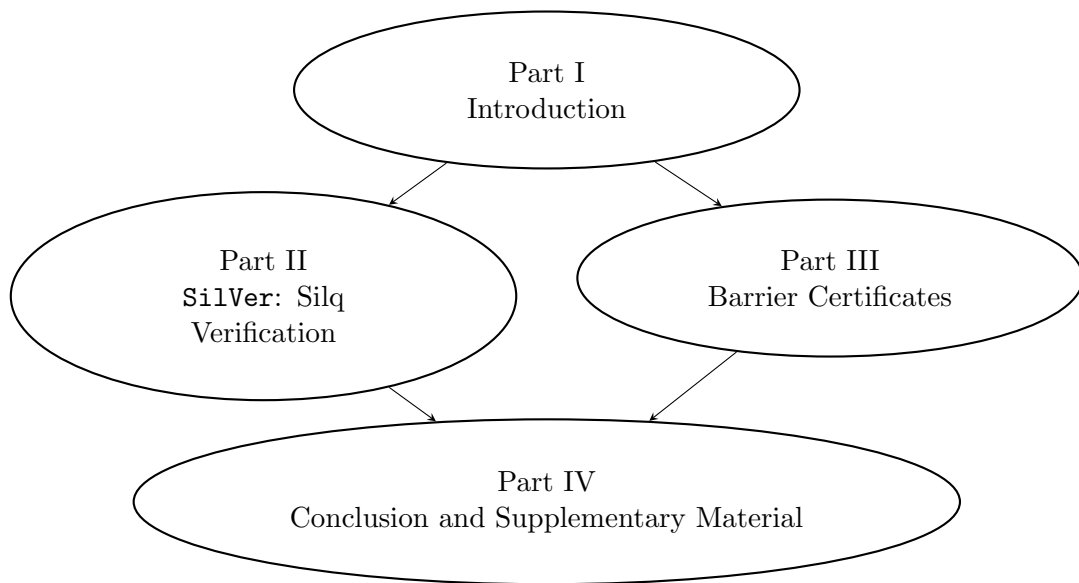 Part I
Introduction
Part II
SilVer: Silq
Verification
Part III
Barrier Certificates
Part IV
Conclusion and Supplementary Material